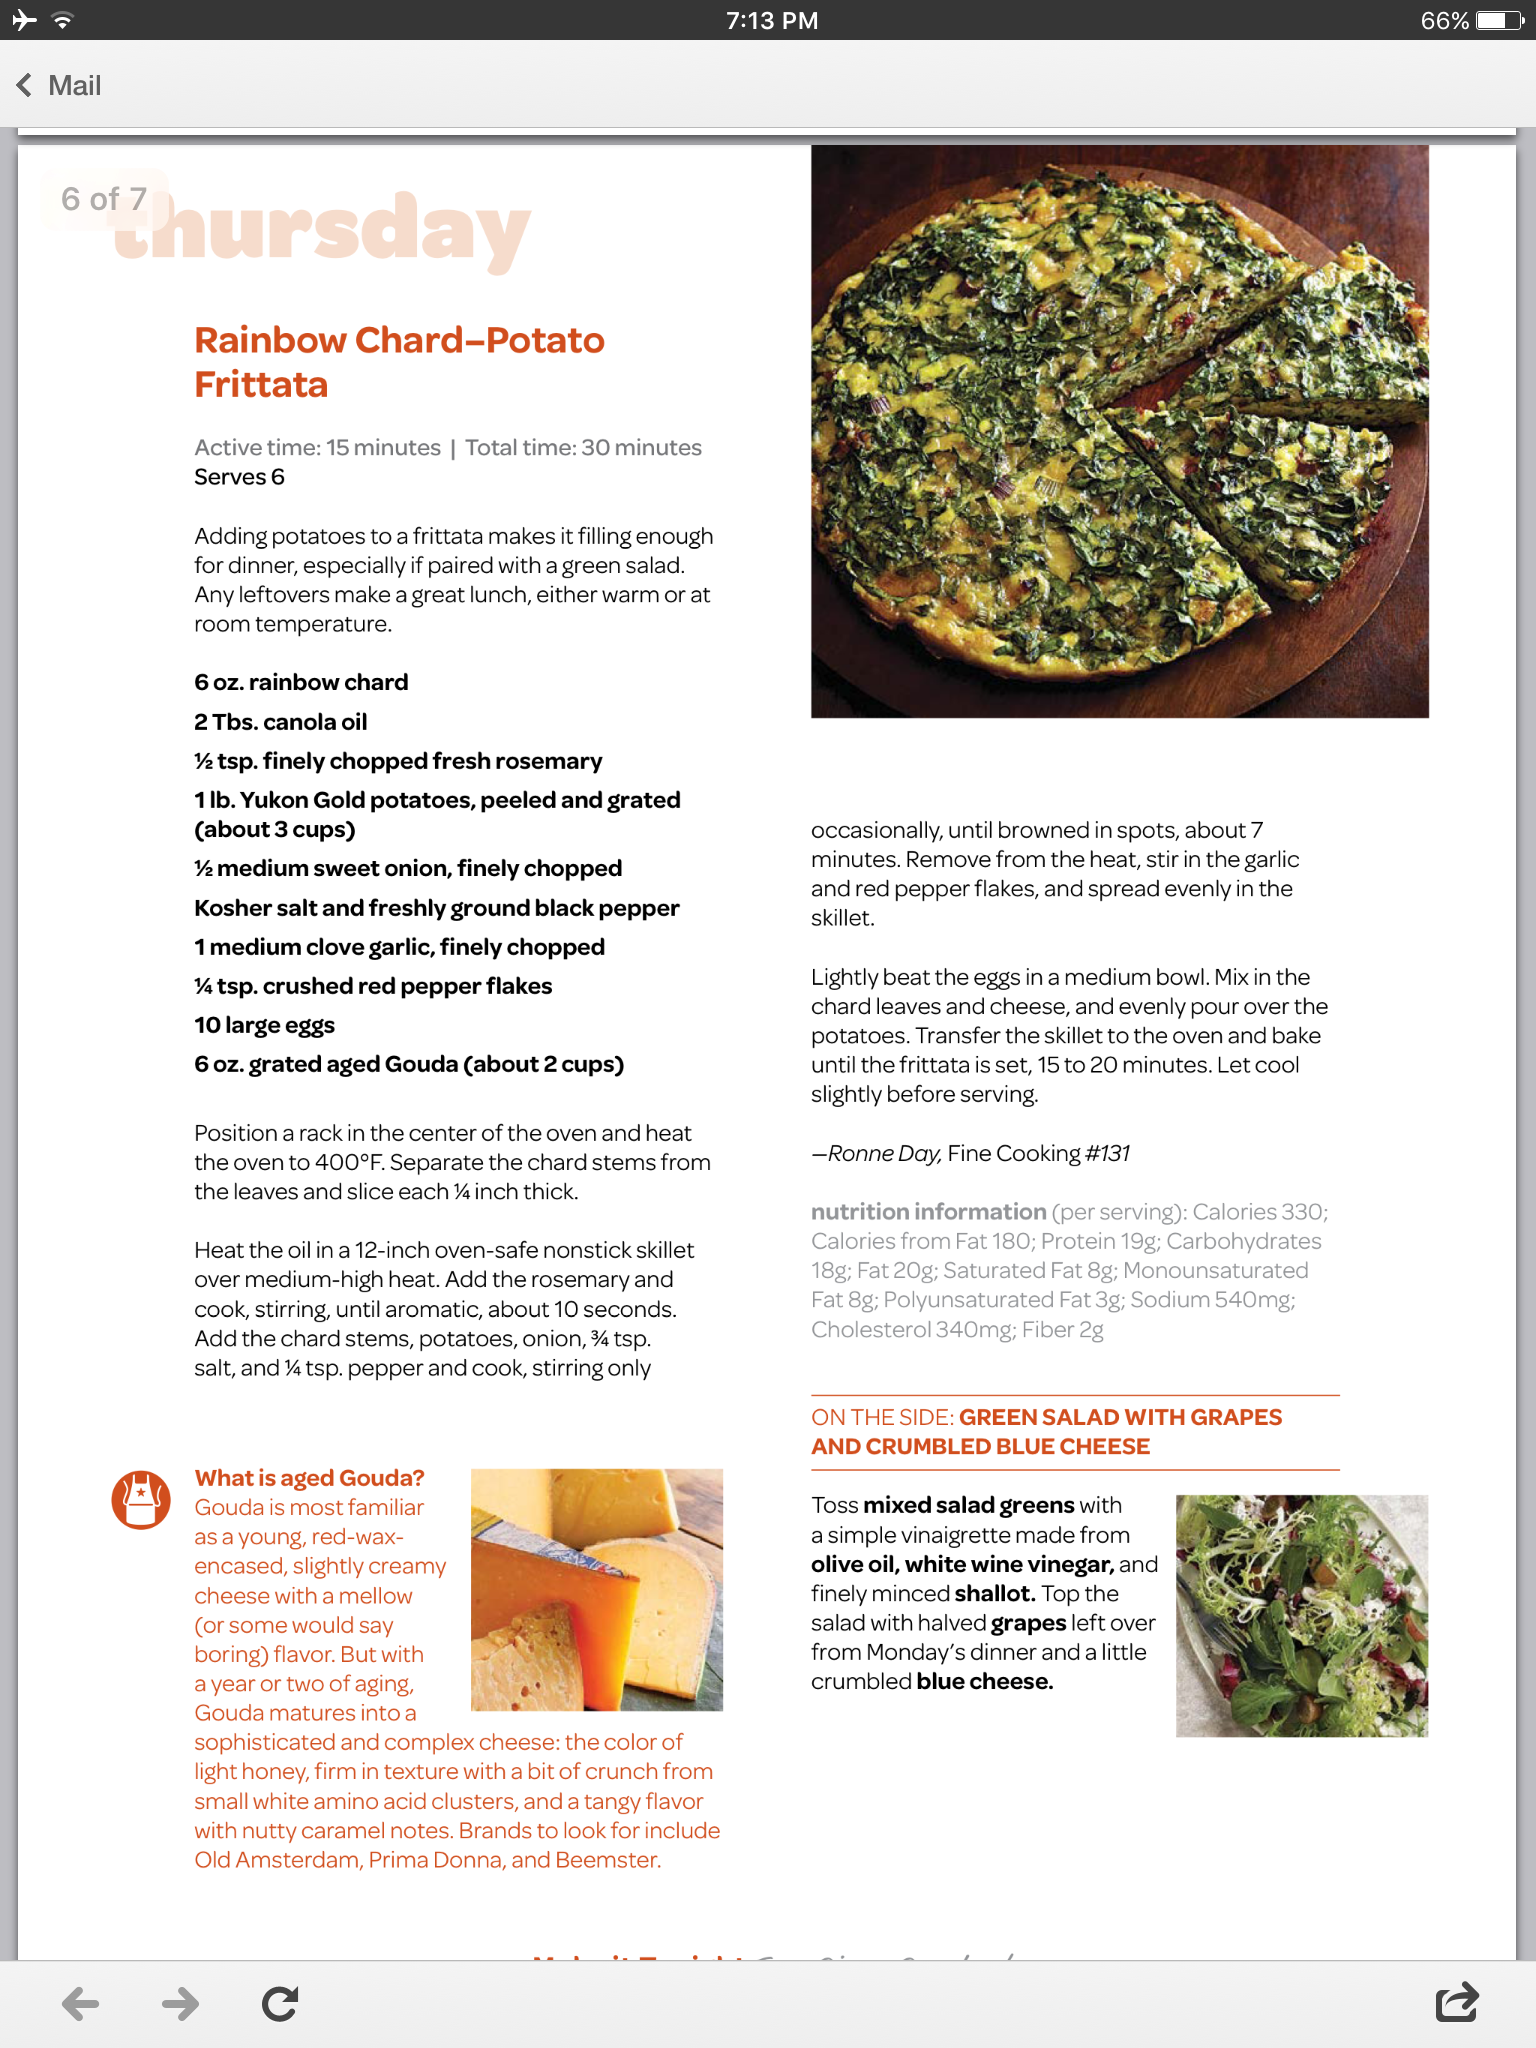 7:13 PM
66%
Mail
6 of 7
thursday
Rainbow Chard–Potato
Frittata
Active time: 15 minutes | Total time: 30 minutes
Serves 6
Adding potatoes to a frittata makes it filling enough
for dinner, especially if paired with a green salad.
Any leftovers make a great lunch, either warm or at
room temperature.
6 oz. rainbow chard
2 Tbs. canola oil
½ tsp. finely chopped fresh rosemary
1 lb. Yukon Gold potatoes, peeled and grated
(about 3 cups)
½ medium sweet onion, finely chopped
Kosher salt and freshly ground black pepper
1 medium clove garlic, finely chopped
¼ tsp. crushed red pepper flakes
10 large eggs
6 oz. grated aged Gouda (about 2 cups)
Position a rack in the center of the oven and heat
the oven to 400°F. Separate the chard stems from
the leaves and slice each ¼ inch thick.
Heat the oil in a 12-inch oven-safe nonstick skillet
over medium-high heat. Add the rosemary and
cook, stirring, until aromatic, about 10 seconds.
Add the chard stems, potatoes, onion, ¾ tsp.
salt, and ¼ tsp. pepper and cook, stirring only
occasionally, until browned in spots, about 7
minutes. Remove from the heat, stir in the garlic
and red pepper flakes, and spread evenly in the
skillet.
Lightly beat the eggs in a medium bowl. Mix in the
chard leaves and cheese, and evenly pour over the
potatoes. Transfer the skillet to the oven and bake
until the frittata is set, 15 to 20 minutes. Let cool
slightly before serving.
—Ronne Day, Fine Cooking #131
nutrition information (per serving): Calories 330;
Calories from Fat 180; Protein 19g; Carbohydrates
18g; Fat 20g; Saturated Fat 8g; Monounsaturated
Fat 8g; Polyunsaturated Fat 3g; Sodium 540mg;
Cholesterol 340mg; Fiber 2g
What is aged Gouda?
Gouda is most familiar
as a young, red-wax-
encased, slightly creamy
cheese with a mellow
(or some would say
boring) flavor. But with
a year or two of aging,
Gouda matures into a
sophisticated and complex cheese: the color of
light honey, firm in texture with a bit of crunch from
small white amino acid clusters, and a tangy flavor
with nutty caramel notes. Brands to look for include
Old Amsterdam, Prima Donna, and Beemster.
ON THE SIDE: GREEN SALAD WITH GRAPES
AND CRUMBLED BLUE CHEESE
Toss mixed salad greens with
a simple vinaigrette made from
olive oil, white wine vinegar, and
finely minced shallot. Top the
salad with halved grapes left over
from Monday's dinner and a little
crumbled blue cheese.